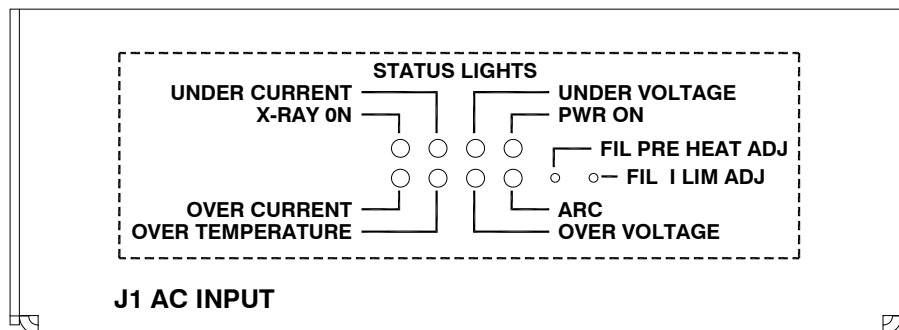 STATUS LIGHTS
UNDER CURRENT
UNDER VOLTAGE
X-RAY 0N
PWR ON
FIL PRE HEAT ADJ
FIL I LIM ADJ
OVER CURRENT
ARC
OVER TEMPERATURE
OVER VOLTAGE
J1 AC INPUT